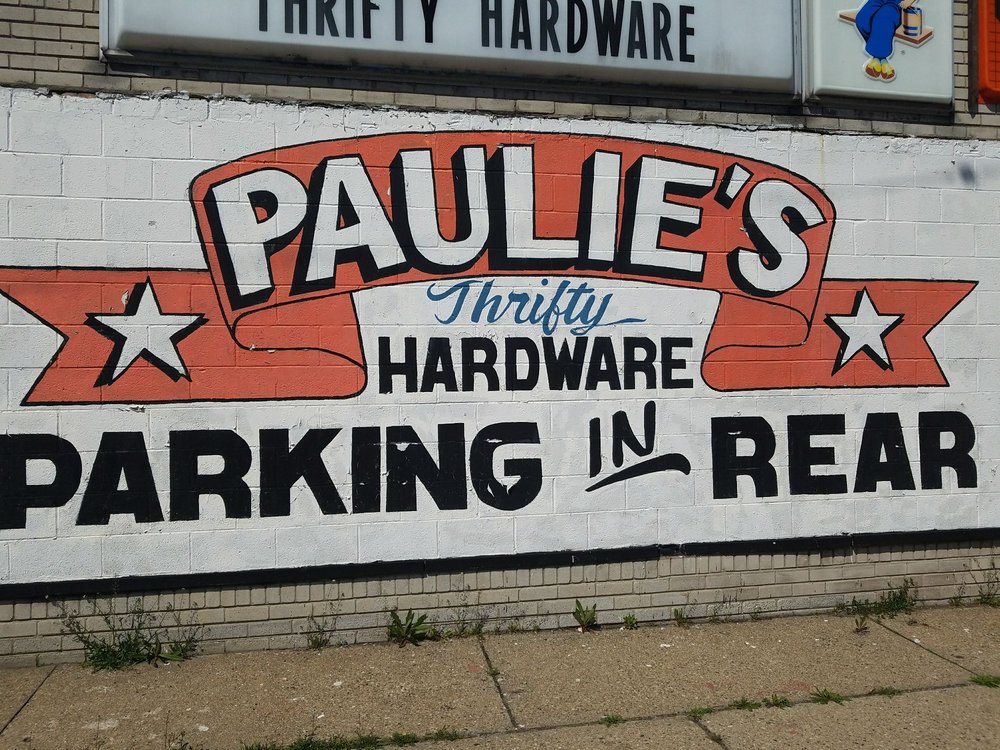 THRIFTY HARDWARE
PAULIE'S
Thrifty
HARDWARE
PARKING IN REAR